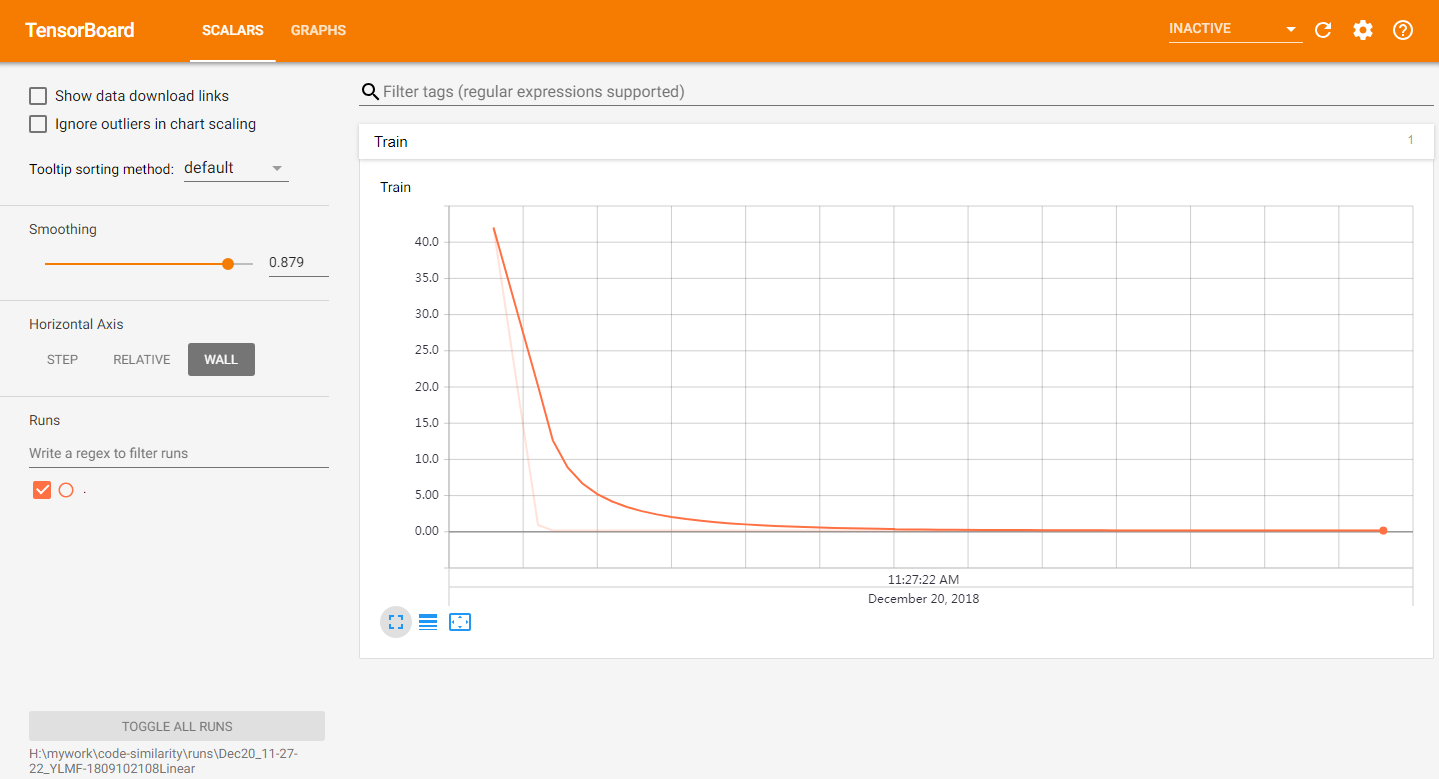 TensorBoard SCALARS GRAPHS INACTIVE
Show data download links
Ignore outliers in chart scaling
Tooltip sorting method: default
Smoothing
0.879
Horizontal Axis
STEP RELATIVE WALL
Runs
Write a regex to filter runs
.
TOGGLE ALL RUNS
H:\mywork\code-similarity\runs\Dec20_11-27-
22_YLMF-1809102108Linear
Filter tags (regular expressions supported)
Train 1
Train
40.0
35.0
30.0
25.0
20.0
15.0
10.0
5.00
0.00
11:27:22 AM
December 20, 2018